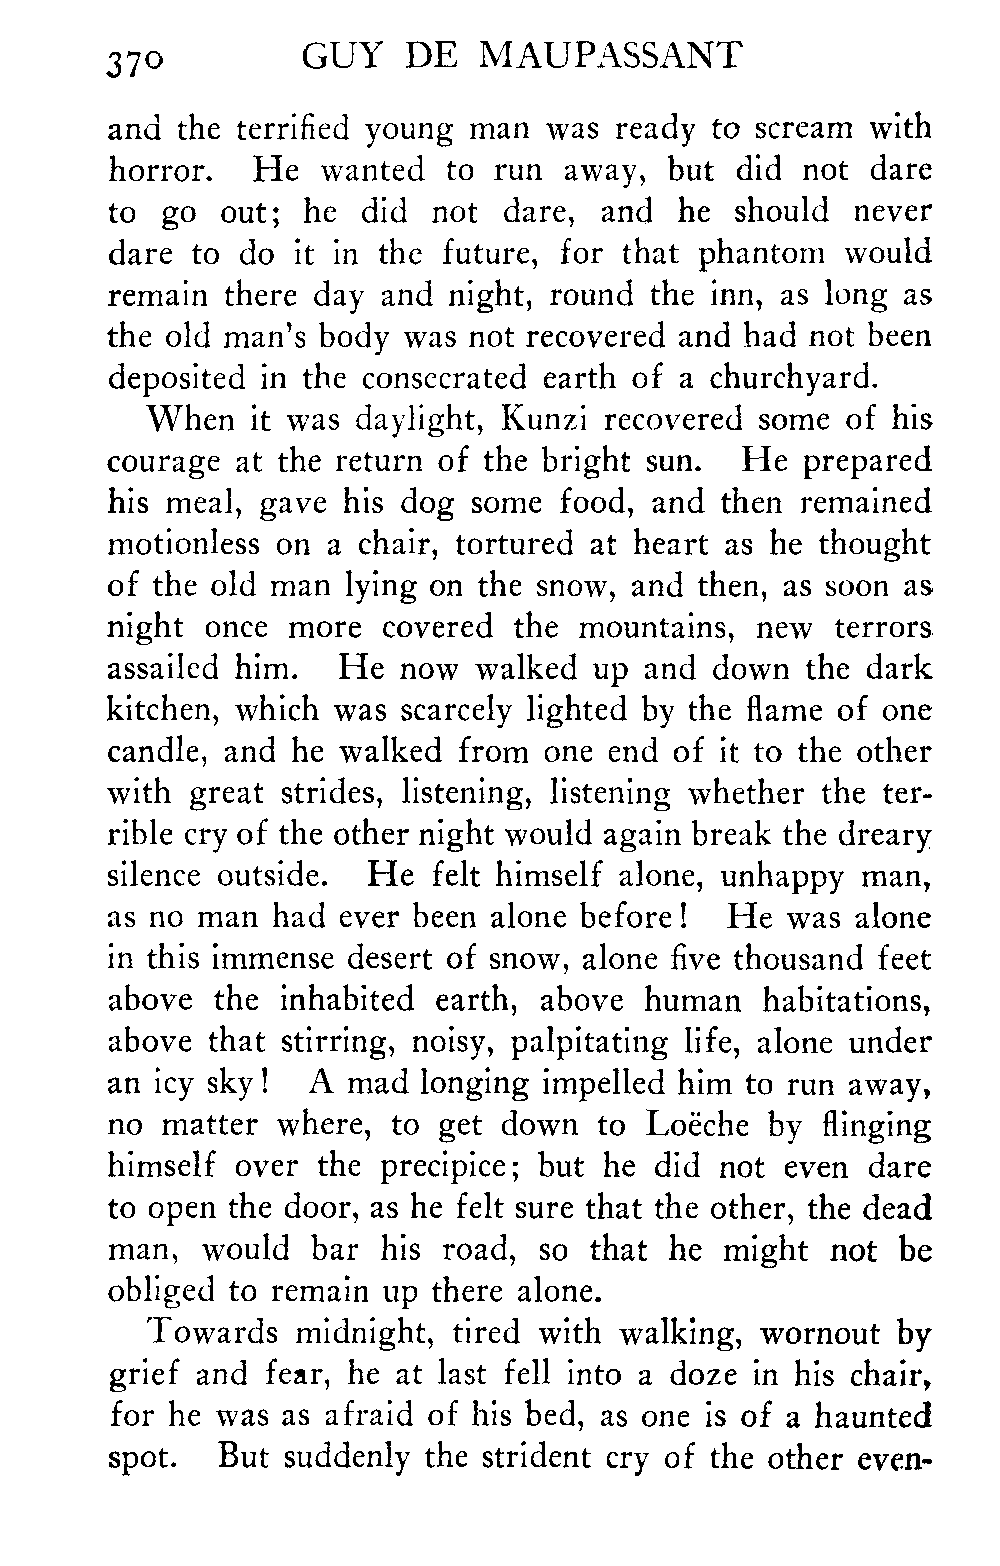 370 GUY DE MAUPASSANT
and the terrified young man was ready to scream with
horror. He wanted to run away, but did not dare
to go out; he did not dare, and he should never
dare to do it in the future, for that phantom would
remain there day and night, round the inn, as long as
the old man's body was not recovered and had not been
deposited in the consecrated earth of a churchyard.
When it was daylight, Kunzi recovered some of his
courage at the return of the bright sun. He prepared
his meal, gave his dog some food, and then remained
motionless on a chair, tortured at heart as he thought
of the old man lying on the snow, and then, as soon as
night once more covered the mountains, new terrors
assailed him. He now walked up and down the dark
kitchen, which was scarcely lighted by the flame of one
candle, and he walked from one end of it to the other
with great strides, listening, listening whether the ter-
rible cry of the other night would again break the dreary
silence outside. He felt himself alone, unhappy man,
as no man had ever been alone before! He was alone
in this immense desert of snow, alone five thousand feet
above the inhabited earth, above human habitations,
above that stirring, noisy, palpitating life, alone under
an icy sky! A mad longing impelled him to run away,
no matter where, to get down to Loëche by flinging
himself over the precipice; but he did not even dare
to open the door, as he felt sure that the other, the dead
man, would bar his road, so that he might not be
obliged to remain up there alone.
Towards midnight, tired with walking, wornout by
grief and fear, he at last fell into a doze in his chair,
for he was as afraid of his bed, as one is of a haunted
spot. But suddenly the strident cry of the other even-